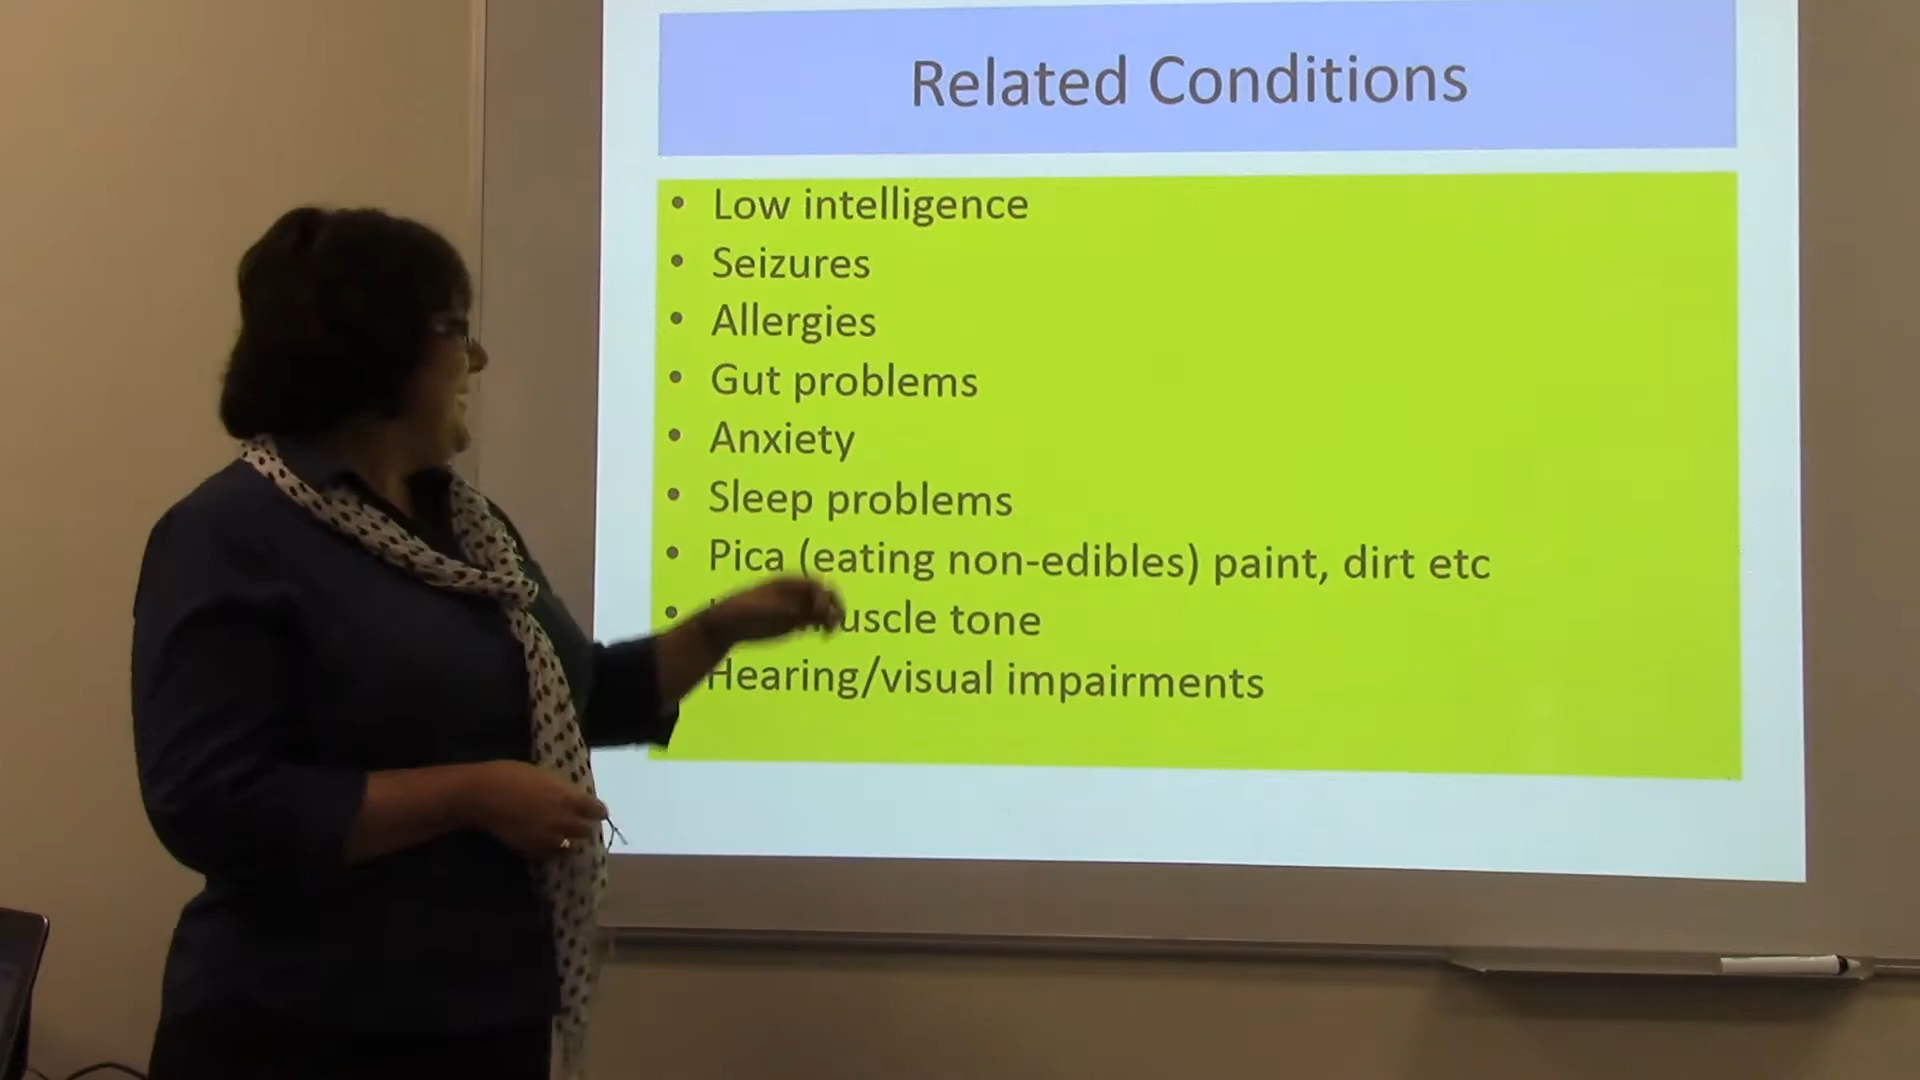 Related Conditions
• Low intelligence
• Seizures
• Allergies
• Gut problems
• Anxiety
• Sleep problems
• Pica (eating non-edibles) paint, dirt etc
• tone
Hearing/visual impairments